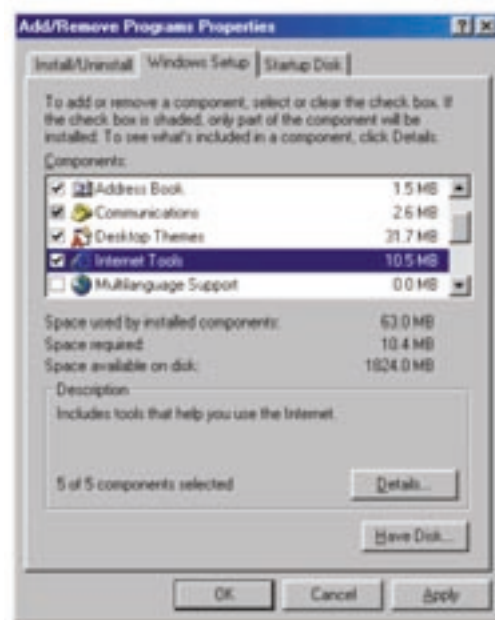 Add/Remove Programs Properties
Install/Uninstall Windows Setup Startup Disk
To add or remove a component, select or clear the check box. If
the check box is shaded, only part of the component will be
installed. To see what's included in a component, click Details.
Components:
Address Book 1.5 MB
Communications 2.6 MB
Desktop Themes 31.7 MB
Internet Tools 10.5 MB
Multilanguage Support 0.0 MB
Space used by installed components: 63.0 MB
Space required: 10.4 MB
Space available on disk: 1824.0 MB
Description
Includes tools that help you use the Internet.
5 of 5 components selected
Details...
Have Disk...
OK Cancel Apply